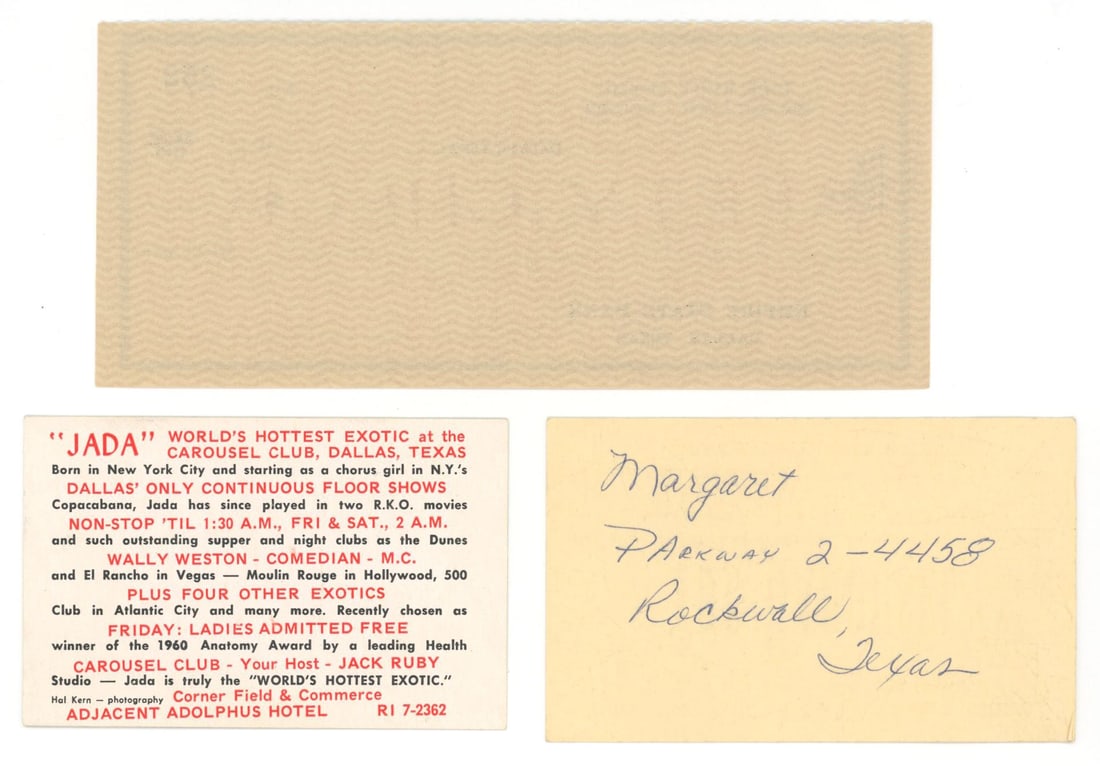 "JADA" WORLD'S HOTTEST EXOTIC at the
CAROUSEL CLUB, DALLAS, TEXAS
Born in New York City and starting as a chorus girl in N.Y.'s
DALLAS' ONLY CONTINUOUS FLOOR SHOWS
Copacabana, Jada has since played in two R.K.O. movies
NON-STOP 'TIL 1:30 A.M., FRI & SAT., 2 A.M.
and such outstanding supper and night clubs as the Dunes
WALLY WESTON - COMEDIAN - M.C.
and El Rancho in Vegas — Moulin Rouge in Hollywood, 500
PLUS FOUR OTHER EXOTICS
Club in Atlantic City and many more. Recently chosen as
FRIDAY: LADIES ADMITTED FREE
winner of the 1960 Anatomy Award by a leading Health
CAROUSEL CLUB - Your Host - JACK RUBY
Studio — Jada is truly the "WORLD'S HOTTEST EXOTIC."
Hal Kern — photography Corner Field & Commerce
ADJACENT ADOLPHUS HOTEL RI 7-2362
Margaret
PArkway 2-4458
Rockwall,
Texas